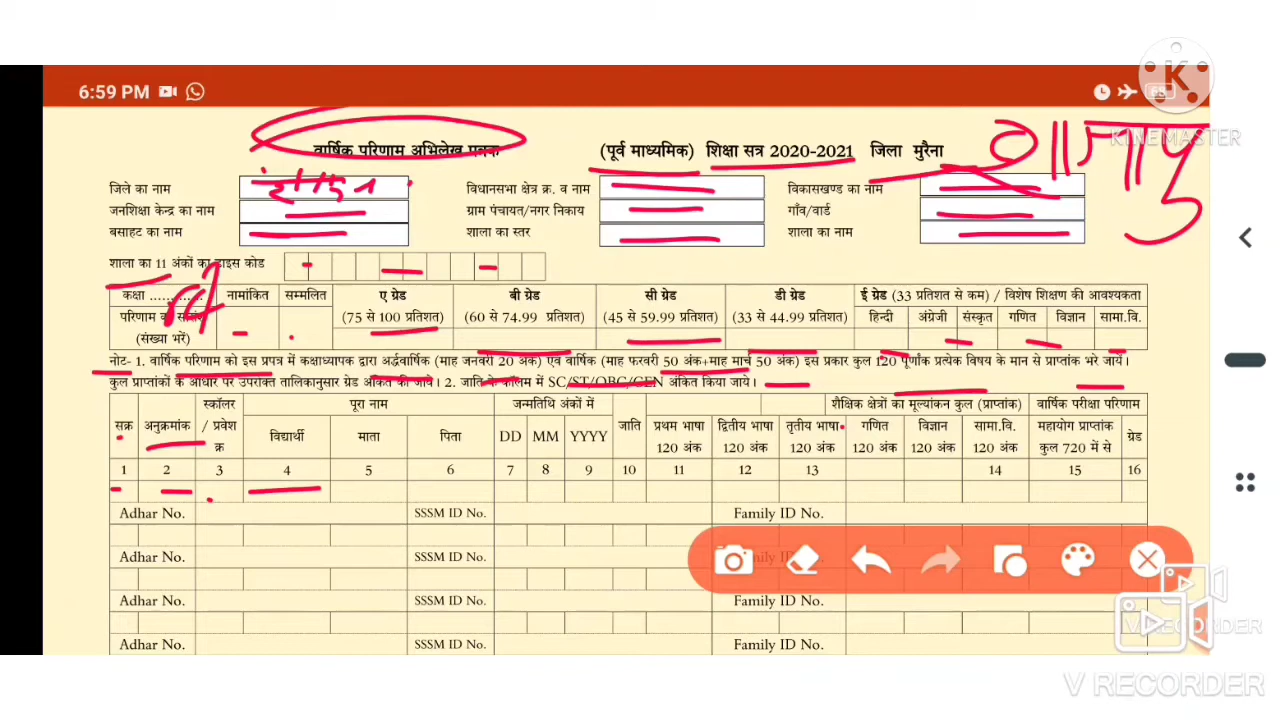 6:59 PM
KINEMASTER
वार्षिक परिणाम अभिलेख पत्रक (पूर्व माध्यमिक) शिक्षा सत्र 2020-2021 जिला मुरैना
जिले का नाम विधानसभा क्षेत्र क्र. व नाम विकासखण्ड का नाम
जनशिक्षा केन्द्र का नाम ग्राम पंचायत/नगर निकाय गाँव/वार्ड
बसाहट का नाम शाला का स्तर शाला का नाम
शाला का 11 अंकों का डाइस कोड
कक्षा ............ नामांकित सम्मलित ए ग्रेड बी ग्रेड सी ग्रेड डी ग्रेड ई ग्रेड (33 प्रतिशत से कम) / विशेष शिक्षण की आवश्यकता
परिणाम का (75 से 100 प्रतिशत) (60 से 74.99 प्रतिशत) (45 से 59.99 प्रतिशत) (33 से 44.99 प्रतिशत) हिन्दी अंग्रेजी संस्कृत गणित विज्ञान सामा.वि.
(संख्या भरें)
नोट- 1. वार्षिक परिणाम को इस प्रपत्र में कक्षाध्यापक द्वारा अर्द्धवार्षिक (माह जनवरी 20 अंक) एवं वार्षिक (माह फरवरी 50 अंक+माह मार्च 50 अंक) इस प्रकार कुल 120 पूर्णांक प्रत्येक विषय के मान से प्राप्तांक भरे जायें।
कुल प्राप्तांकों के आधार पर उपरोक्त तालिकानुसार ग्रेड अंकित की जावे। 2. जाति के कॉलम में SC/ST/OBC/GEN अंकित किया जाये।
सक्र अनुक्रमांक स्कॉलर / प्रवेश क्र पूरा नाम जन्मतिथि अंकों में जाति शैक्षिक क्षेत्रों का मूल्यांकन कुल (प्राप्तांक) वार्षिक परीक्षा परिणाम
विद्यार्थी माता पिता DD MM YYYY प्रथम भाषा द्वितीय भाषा तृतीय भाषा गणित विज्ञान सामा.वि. महायोग प्राप्तांक ग्रेड
120 अंक 120 अंक 120 अंक 120 अंक 120 अंक 120 अंक कुल 720 में से
1 2 3 4 5 6 7 8 9 10 11 12 13 14 15 16
Adhar No. SSSM ID No. Family ID No.
Adhar No. SSSM ID No.
Adhar No. SSSM ID No. Family ID No.
V RECORDER
Adhar No. SSSM ID No. Family ID No.
V RECORDER